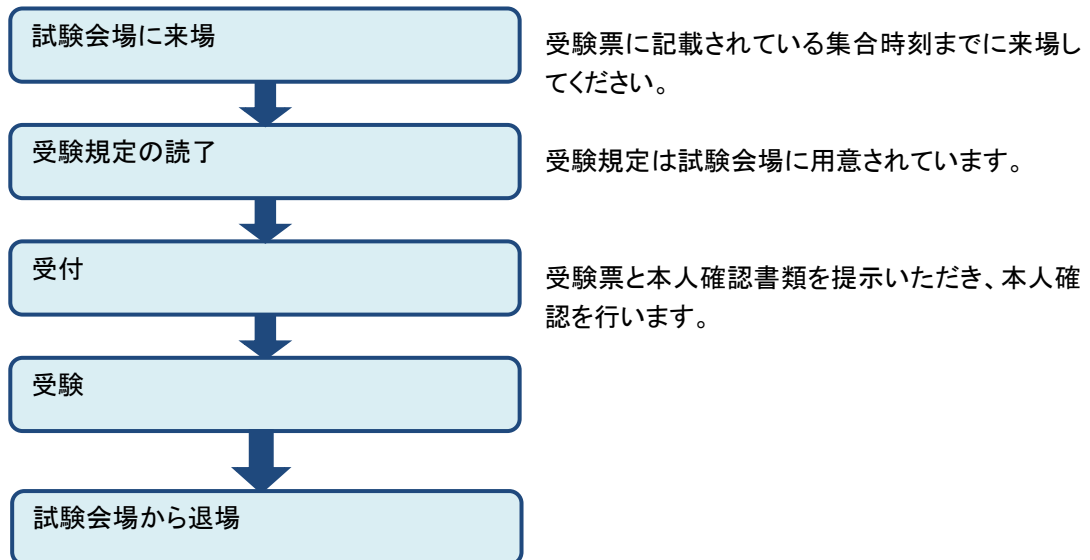 試験会場に来場
受験票に記載されている集合時刻までに来場し
てください。
受験規定の読了
受験規定は試験会場に用意されています。
受付
受験票と本人確認書類を提示いただき、本人確
認を行います。
受験
試験会場から退場